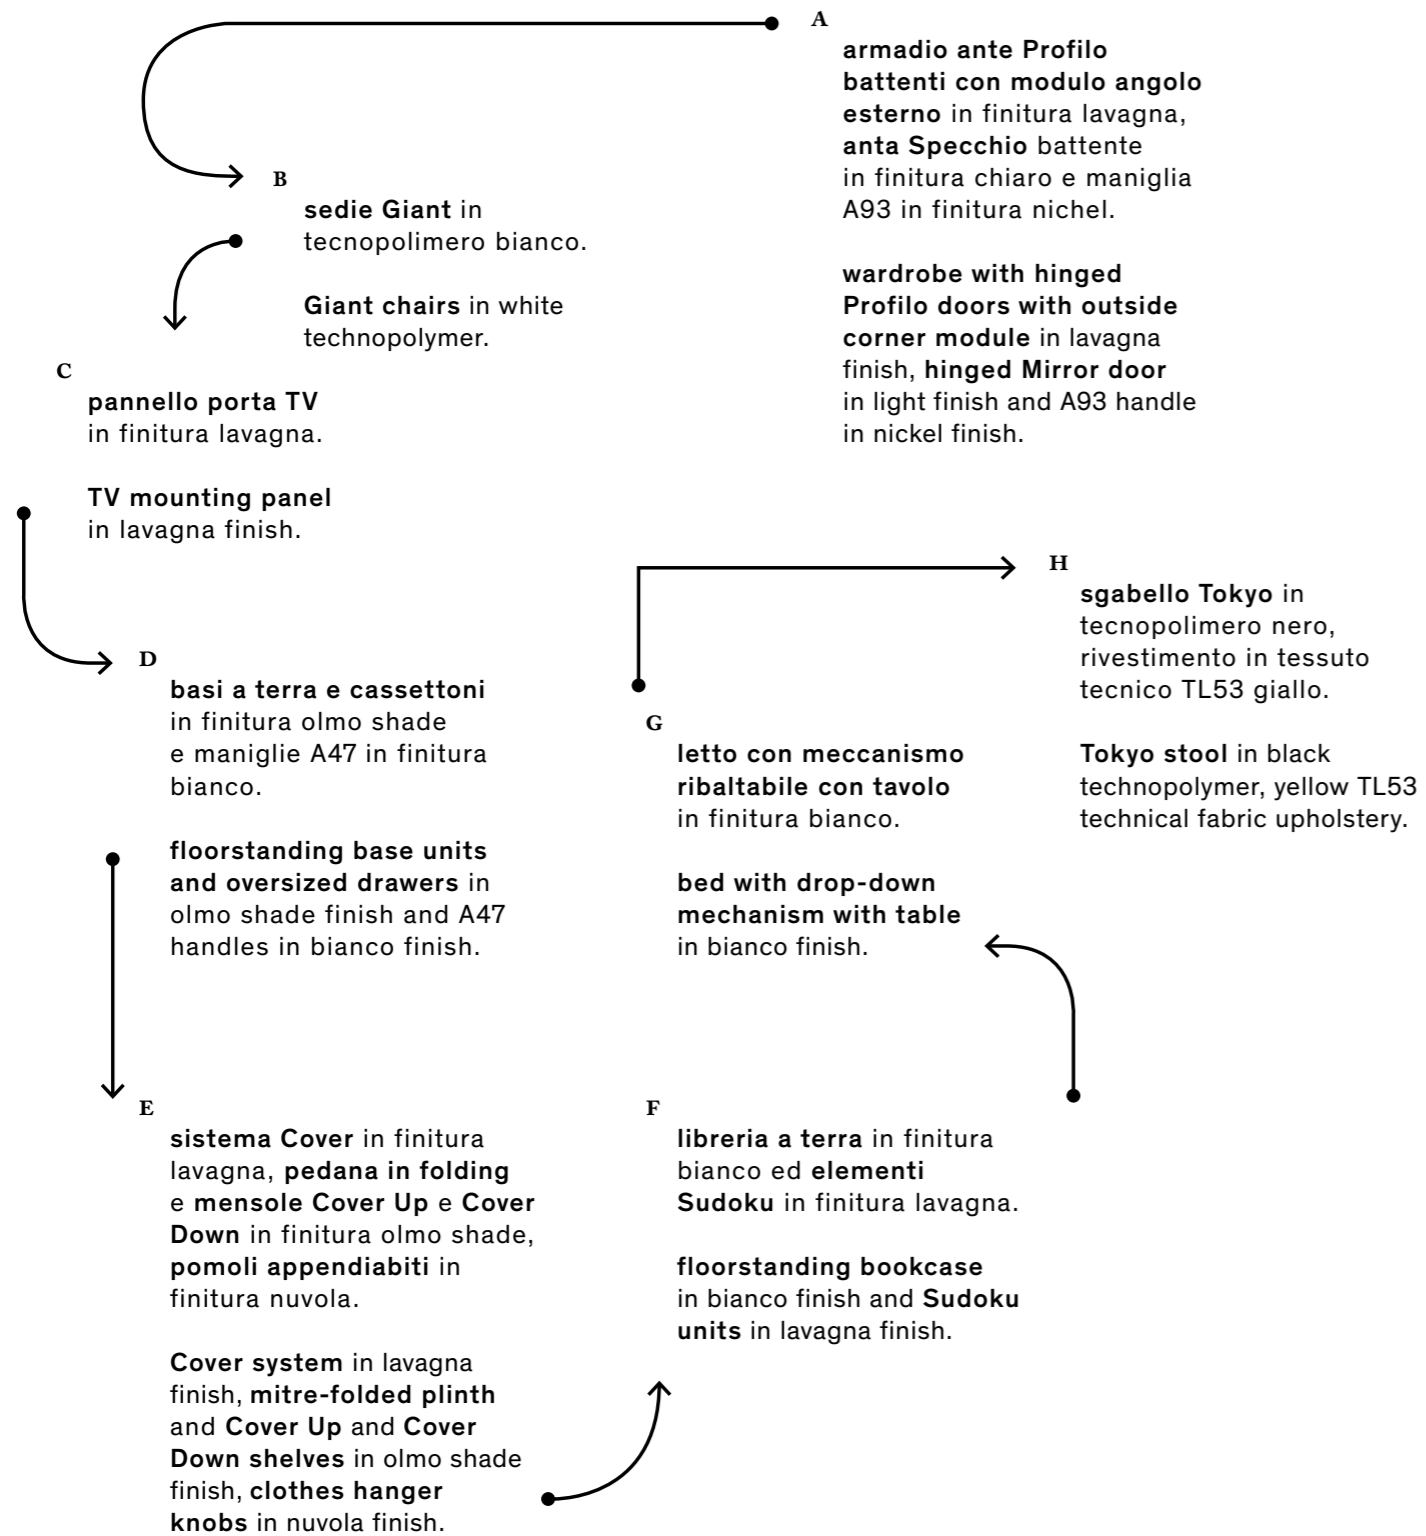 A
armadio ante Profilo
battenti con modulo angolo
esterno in finitura lavagna,
anta Specchio battente
in finitura chiaro e maniglia
A93 in finitura nichel.
wardrobe with hinged
Profilo doors with outside
corner module in lavagna
finish, hinged Mirror door
in light finish and A93 handle
in nickel finish.
B
sedie Giant in
tecnopolimero bianco.
Giant chairs in white
technopolymer.
C
pannello porta TV
in finitura lavagna.
TV mounting panel
in lavagna finish.
D
basi a terra e cassettoni
in finitura olmo shade
e maniglie A47 in finitura
bianco.
floorstanding base units
and oversized drawers in
olmo shade finish and A47
handles in bianco finish.
E
sistema Cover in finitura
lavagna, pedana in folding
e mensole Cover Up e Cover
Down in finitura olmo shade,
pomoli appendiabiti in
finitura nuvola.
Cover system in lavagna
finish, mitre-folded plinth
and Cover Up and Cover
Down shelves in olmo shade
finish, clothes hanger
knobs in nuvola finish.
F
libreria a terra in finitura
bianco ed elementi
Sudoku in finitura lavagna.
floorstanding bookcase
in bianco finish and Sudoku
units in lavagna finish.
G
letto con meccanismo
ribaltabile con tavolo
in finitura bianco.
bed with drop-down
mechanism with table
in bianco finish.
H
sgabello Tokyo in
tecnopolimero nero,
rivestimento in tessuto
tecnico TL53 giallo.
Tokyo stool in black
technopolymer, yellow TL53
technical fabric upholstery.